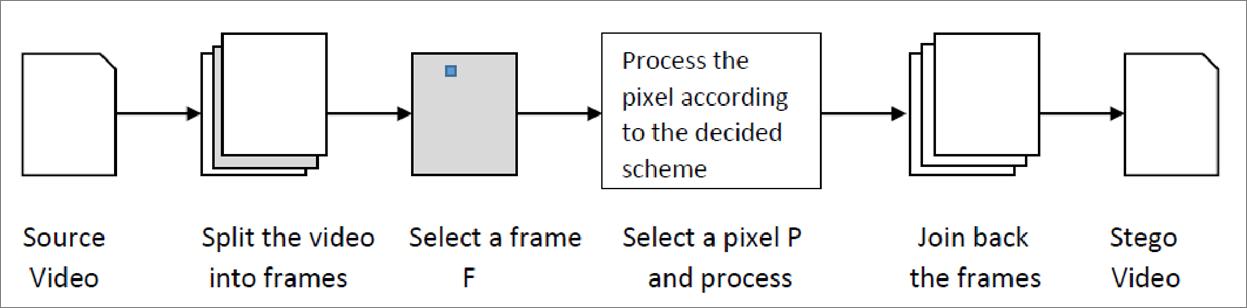 Process the
pixel according
to the decided
scheme
Source
Video
Split the video
into frames
Select a frame
F
Select a pixel P
and process
Join back
the frames
Stego
Video